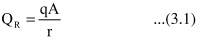 Q_R = qA / r ...(3.1)